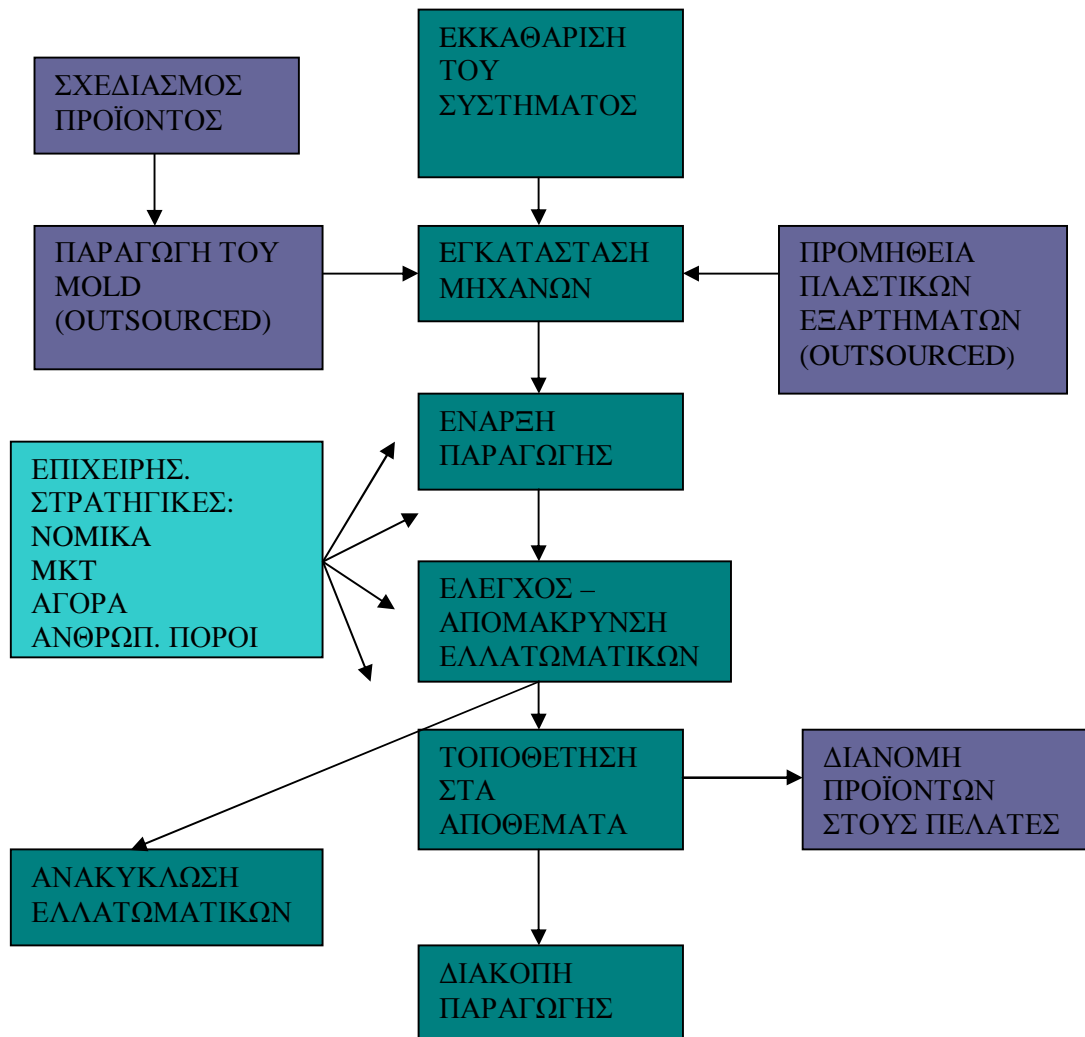 ΕΚΚΑΘΑΡΙΣΗ
ΤΟΥ
ΣΥΣΤΗΜΑΤΟΣ
ΣΧΕΔΙΑΣΜΟΣ
ΠΡΟΪΟΝΤΟΣ
ΠΑΡΑΓΩΓΗ ΤΟΥ
MOLD
(OUTSOURCED)
ΕΓΚΑΤΑΣΤΑΣΗ
ΜΗΧΑΝΩΝ
ΠΡΟΜΗΘΕΙΑ
ΠΛΑΣΤΙΚΩΝ
ΕΞΑΡΤΗΜΑΤΩΝ
(OUTSOURCED)
ΕΝΑΡΞΗ
ΠΑΡΑΓΩΓΗΣ
ΕΠΙΧΕΙΡΗΣ.
ΣΤΡΑΤΗΓΙΚΕΣ:
ΝΟΜΙΚΑ
ΜΚΤ
ΑΓΟΡΑ
ΑΝΘΡΩΠ. ΠΟΡΟΙ
ΕΛΕΓΧΟΣ –
ΑΠΟΜΑΚΡΥΝΣΗ
ΕΛΛΑΤΩΜΑΤΙΚΩΝ
ΤΟΠΟΘΕΤΗΣΗ
ΣΤΑ
ΑΠΟΘΕΜΑΤΑ
ΔΙΑΝΟΜΗ
ΠΡΟΪΟΝΤΩΝ
ΣΤΟΥΣ ΠΕΛΑΤΕΣ
ΑΝΑΚΥΚΛΩΣΗ
ΕΛΛΑΤΩΜΑΤΙΚΩΝ
ΔΙΑΚΟΠΗ
ΠΑΡΑΓΩΓΗΣ